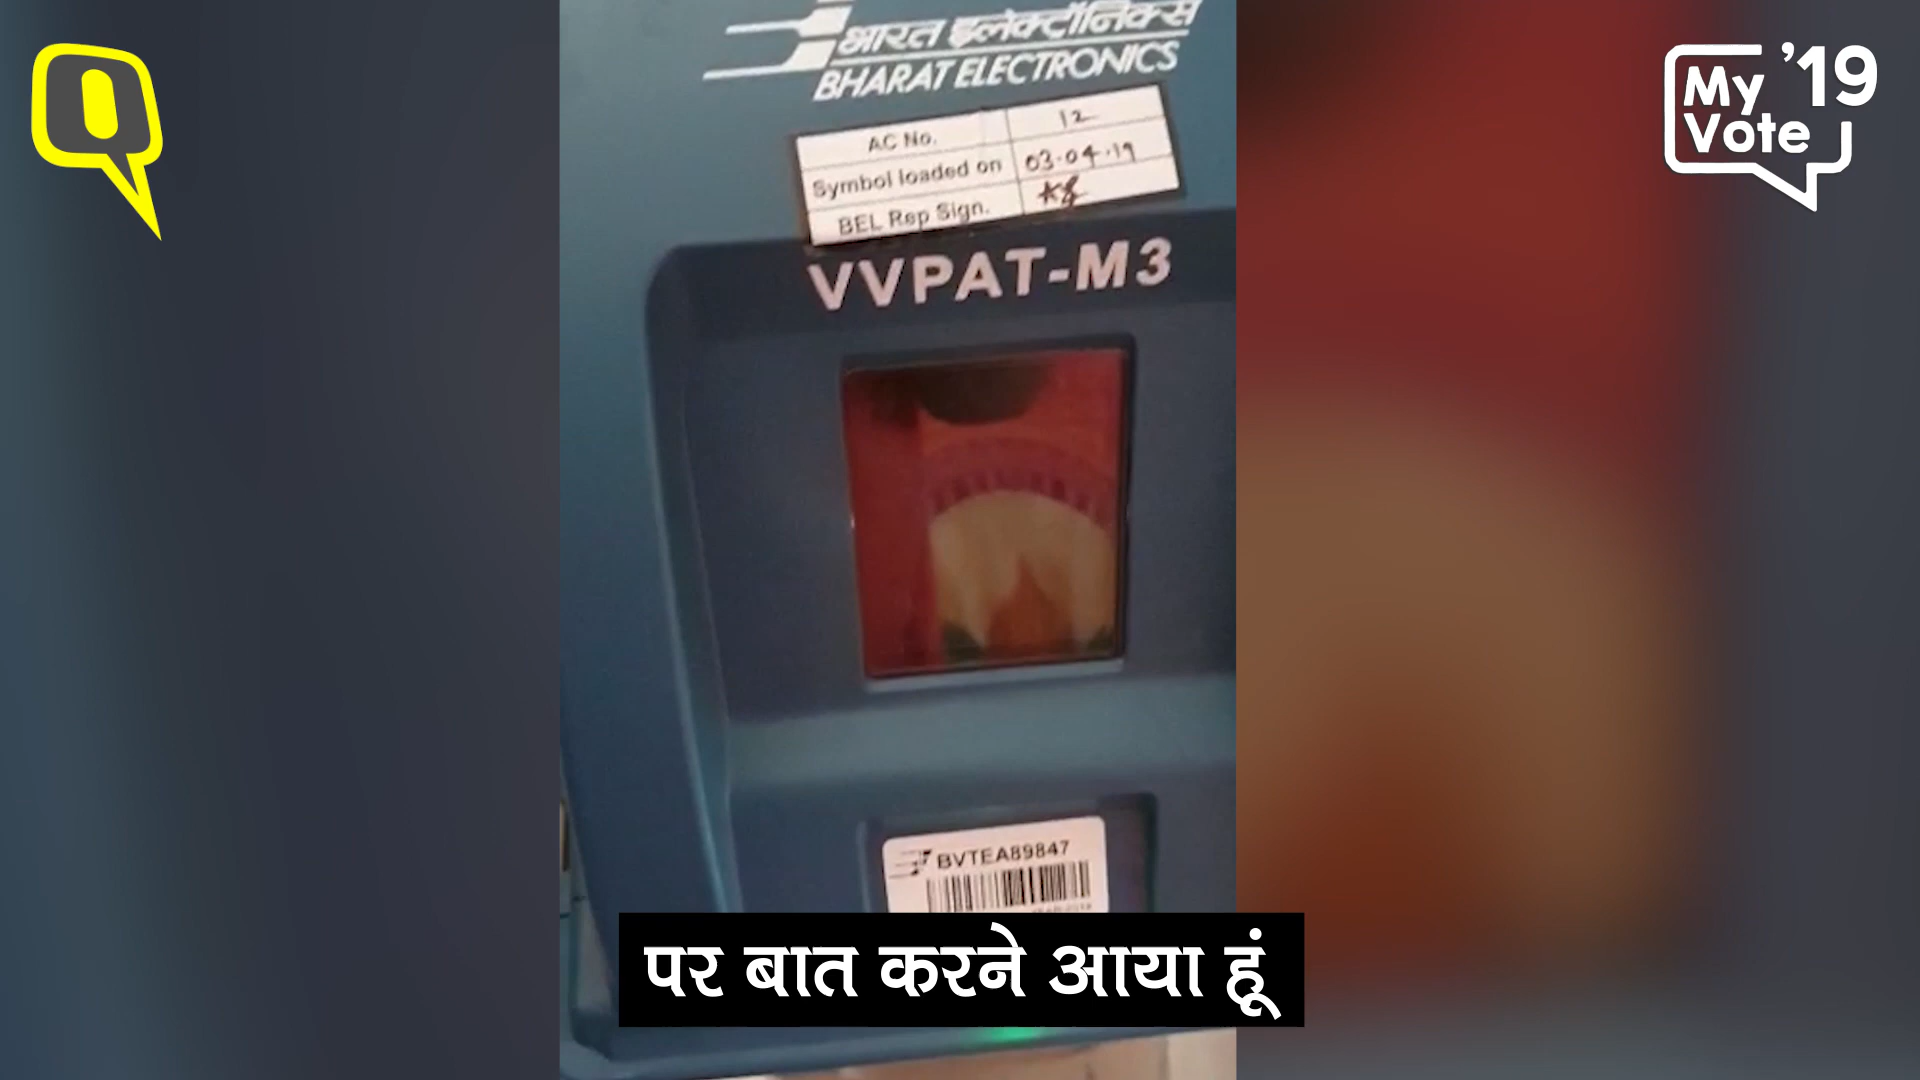 भारत इलेक्ट्रॉनिक्स
BHARAT ELECTRONICS
My '19
Vote
AC No. 12
Symbol loaded on 03.04.19
BEL Rep Sign.
VVPAT-M3
BVTEA89847
पर बात करने आया हूं